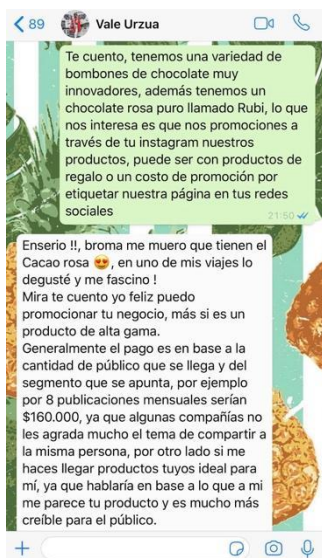 89
Vale Urzua
Te cuento, tenemos una variedad de
bombones de chocolate muy
innovadores, además tenemos un
chocolate rosa puro llamado Rubi, lo que
nos interesa es que nos promociones a
través de tu instagram nuestros
productos, puede ser con productos de
regalo o un costo de promoción por
etiquetar nuestra página en tus redes
sociales
21:50
Enserio !!, broma me muero que tienen el
Cacao rosa 😍, en uno de mis viajes lo
degusté y me fascino !
Mira te cuento yo feliz puedo
promocionar tu negocio, más si es un
producto de alta gama.
Generalmente el pago es en base a la
cantidad de público que se llega y del
segmento que se apunta, por ejemplo
por 8 publicaciones mensuales serían
$160.000, ya que algunas compañías no
les agrada mucho el tema de compartir a
la misma persona, por otro lado si me
haces llegar productos tuyos ideal para
mí, ya que hablaría en base a lo que a mi
me parece tu producto y es mucho más
creíble para el público.